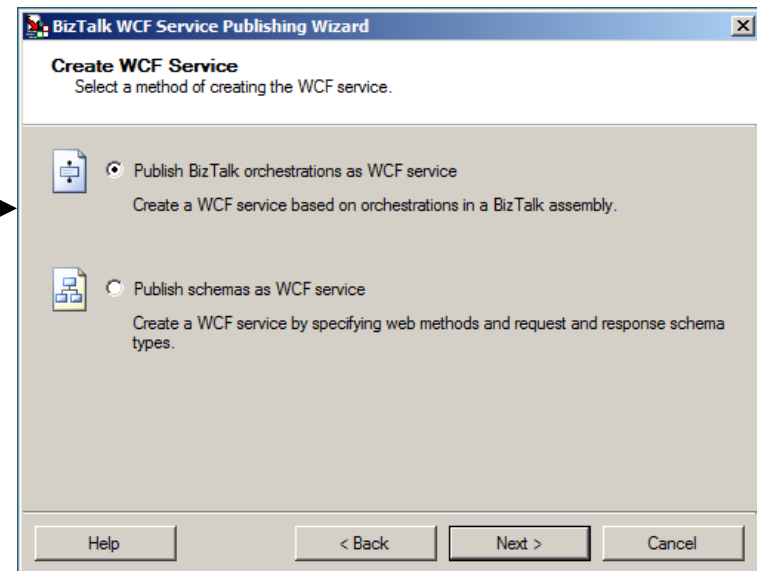 BizTalk WCF Service Publishing Wizard
Create WCF Service
Select a method of creating the WCF service.
Publish BizTalk orchestrations as WCF service
Create a WCF service based on orchestrations in a BizTalk assembly.
Publish schemas as WCF service
Create a WCF service by specifying web methods and request and response schema
types.
Help
< Back
Next >
Cancel